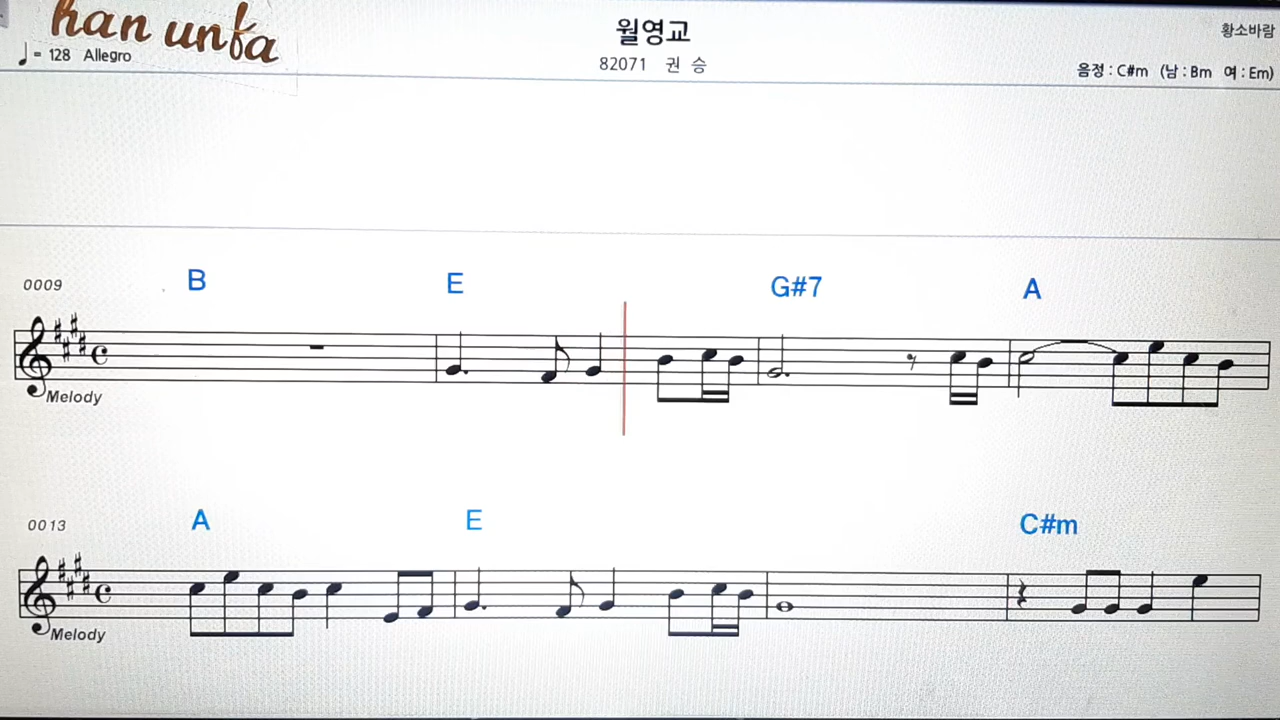 han unfa
♩= 128 Allegro
월영교
82071 권 승
황소바람
음정 : C#m (남 : Bm 여 : Em)
0009 B E G#7 A
Melody
0013 A E C#m
Melody